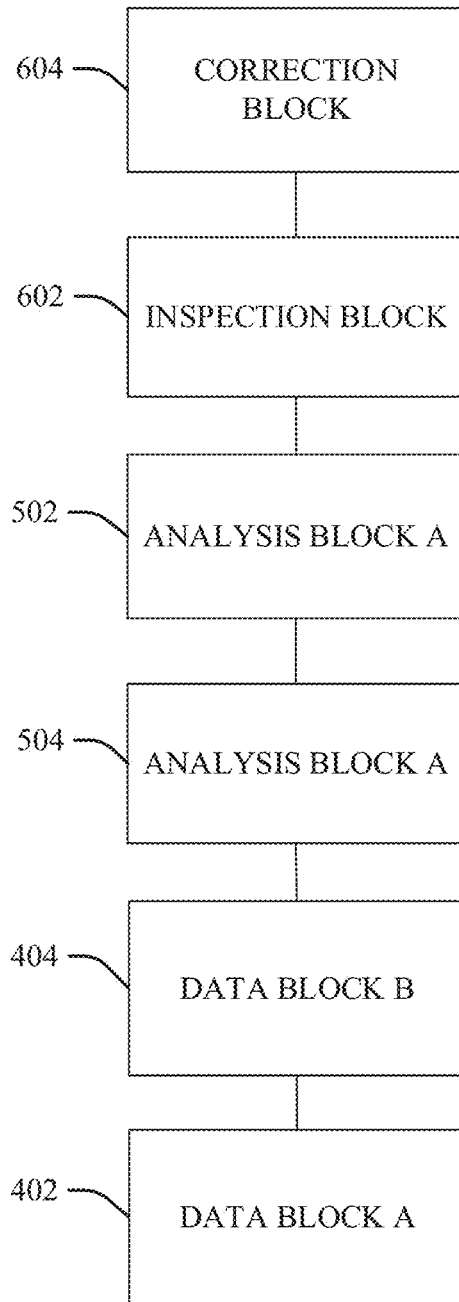 604
CORRECTION
BLOCK
602
INSPECTION BLOCK
502
ANALYSIS BLOCK A
504
ANALYSIS BLOCK A
404
DATA BLOCK B
402
DATA BLOCK A